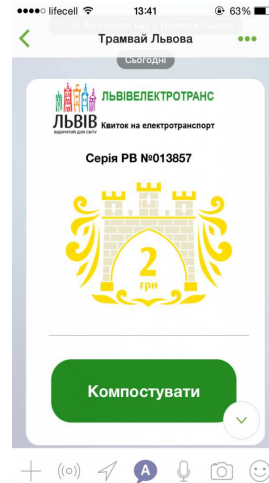 lifecell 13:41 63%
Трамвай Львова
Сьогодні
ЛЬВІВ
ВІДКРИТИЙ ДЛЯ СВІТУ
ЛЬВІВЕЛЕКТРОТРАНС
Квиток на електротранспорт
Серія РВ №013857
2
грн
Компостувати
A